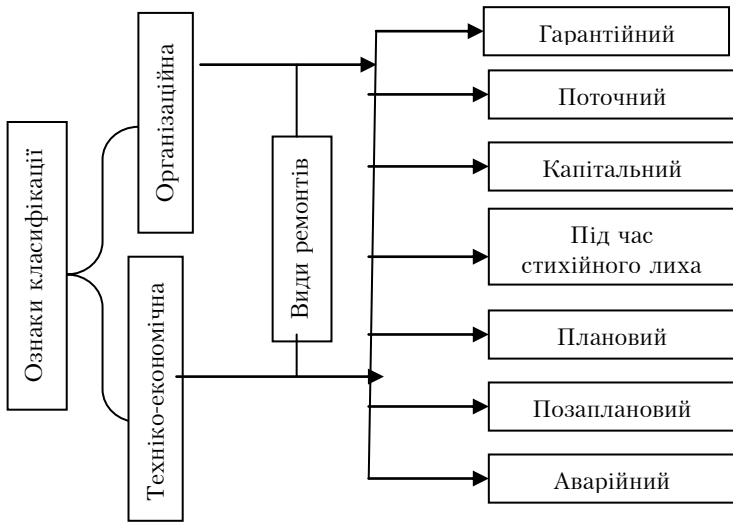 Ознаки класифікації
Організаційна
Техніко-економічна
Види ремонтів
Гарантійний
Поточний
Капітальний
Під час
стихійного лиха
Плановий
Позаплановий
Аварійний